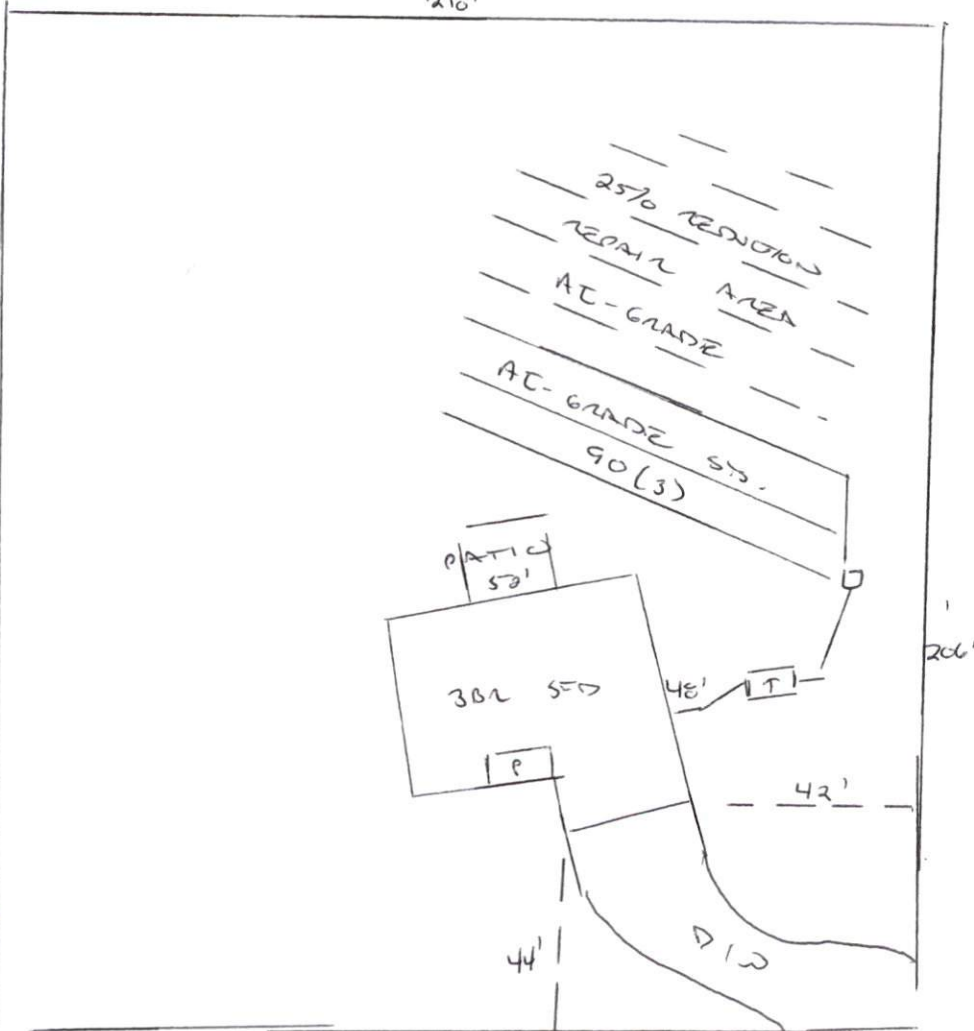 210'
25% REDUCTION
REPAIR AREA
AT-GRADE
AT-GRADE SYS.
90(3)
PATIO
52'
3BR SFD
48'
T
P
206'
42'
44'
D/W